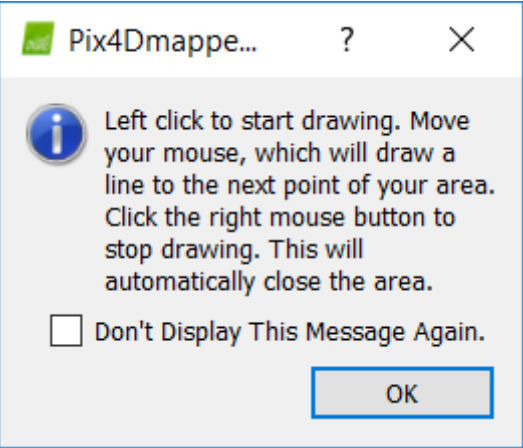 Pix4Dmappe...
?
Left click to start drawing. Move
your mouse, which will draw a
line to the next point of your area.
Click the right mouse button to
stop drawing. This will
automatically close the area.
Don't Display This Message Again.
OK